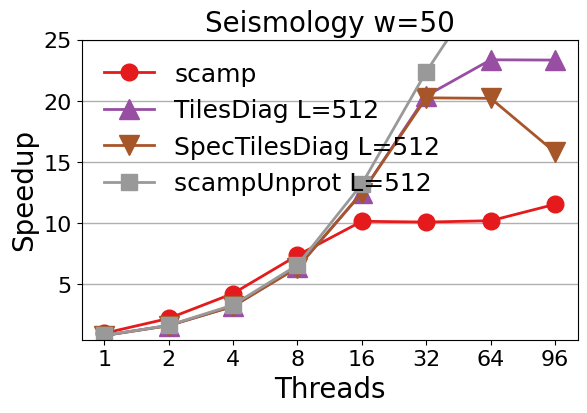 Seismology w=50
Speedup
25
20
15
10
5
scamp
TilesDiag L=512
SpecTilesDiag L=512
scampUnprot L=512
1 2 4 8 16 32 64 96
Threads